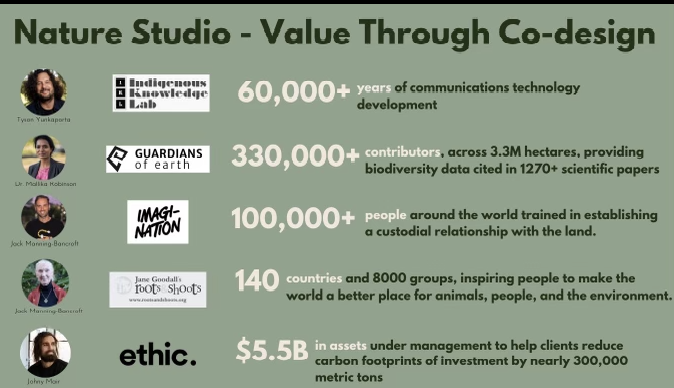 Nature Studio - Value Through Co-design
Tyson Yunkaporta
Indigenous
Knowledge
Lab
I
K
L
60,000+ years of communications technology
development
Dr. Mallika Robinson
GUARDIANS
of earth
330,000+ contributors, across 3.3M hectares, providing
biodiversity data cited in 1270+ scientific papers
Jack Manning-Bancroft
IMAGI-
NATION
100,000+ people around the world trained in establishing
a custodial relationship with the land.
Jack Manning-Bancroft
Jane Goodall's
roots & shoots
www.rootsandshoots.org
140 countries and 8000 groups, inspiring people to make the
world a better place for animals, people, and the environment.
Johny Mair
ethic.
$5.5B in assets under management to help clients reduce
carbon footprints of investment by nearly 300,000
metric tons